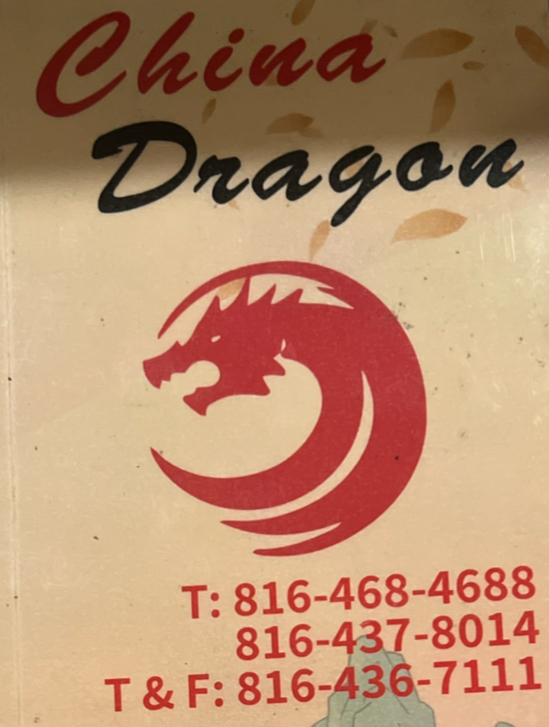 China
Dragon
T: 816-468-4688
816-437-8014
T & F: 816-436-7111